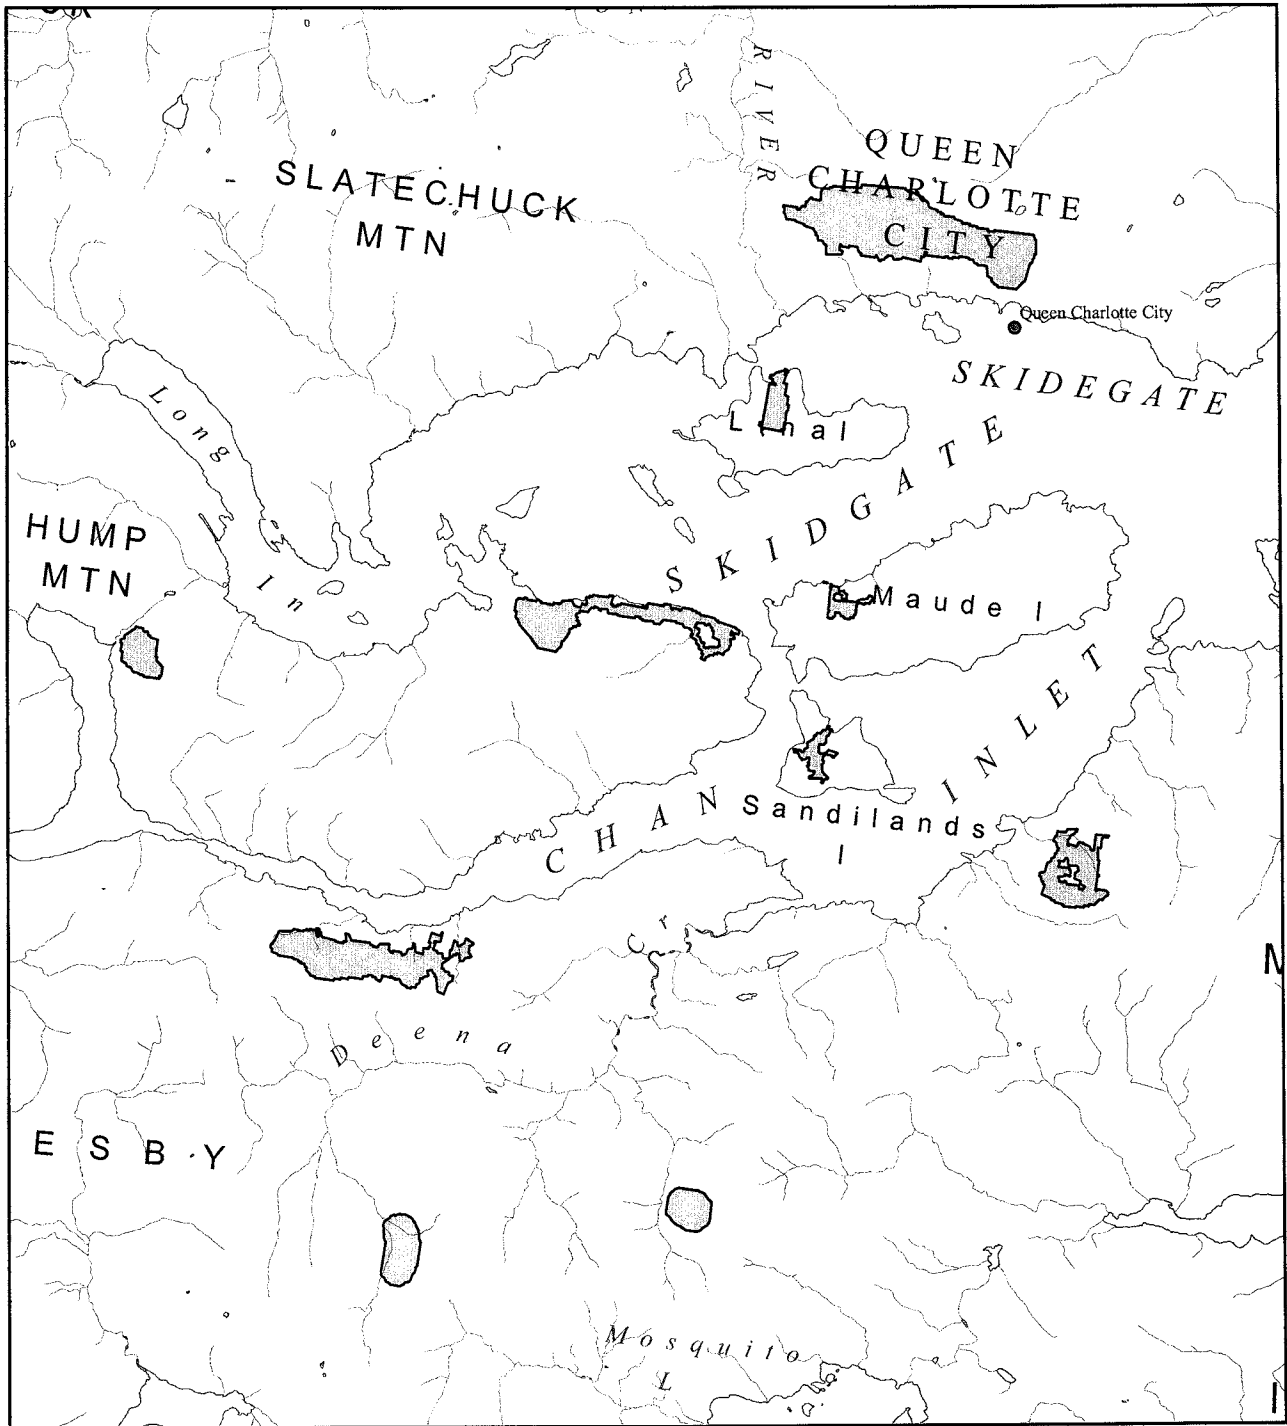 RIVER
QUEEN
CHARLOTTE
CITY
SLATECHUCK
MTN
Queen Charlotte City
SKIDEGATE
Long
In
Linal
SKIDGATE
HUMP
MTN
Maude I
INLET
CHAN
Sandilands
I
Cr
Deena
ESBY
Mosquito
L